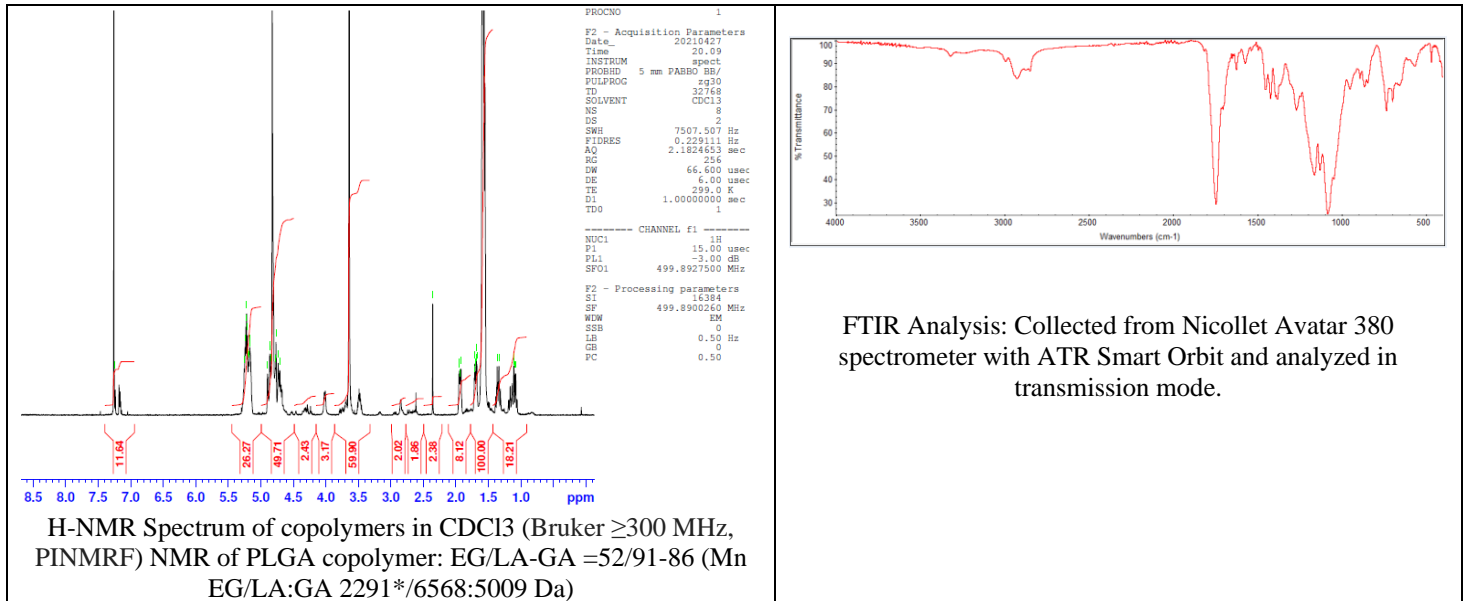 PROCNO 1
F2 - Acquisition Parameters
Date_ 20210427
Time 20.09
INSTRUM spect
PROBHD 5 mm PABBO BB/
PULPROG zg30
TD 32768
SOLVENT CDCl3
NS 8
DS 2
SWH 7507.507 Hz
FIDRES 0.229111 Hz
AQ 2.1824653 sec
RG 256
DW 66.600 usec
DE 6.00 usec
TE 299.0 K
D1 1.00000000 sec
TD0 1
======== CHANNEL f1 ========
NUC1 1H
P1 15.00 usec
PL1 -3.00 dB
SFO1 499.8927500 MHz
F2 - Processing parameters
SI 16384
SF 499.8900260 MHz
WDW EM
SSB 0
LB 0.50 Hz
GB 0
PC 0.50
11.64 26.27 49.71 2.43 3.17 59.90 2.02 1.86 2.38 8.12 100.00 18.21
8.5 8.0 7.5 7.0 6.5 6.0 5.5 5.0 4.5 4.0 3.5 3.0 2.5 2.0 1.5 1.0 ppm
H-NMR Spectrum of copolymers in CDCl3 (Bruker ≥300 MHz,
PINMRF) NMR of PLGA copolymer: EG/LA-GA =52/91-86 (Mn
EG/LA:GA 2291*/6568:5009 Da)
100
90
80
70
60
50
40
30
%Transmittance
4000 3500 3000 2500 2000 1500 1000 500
Wavenumbers (cm-1)
FTIR Analysis: Collected from Nicollet Avatar 380
spectrometer with ATR Smart Orbit and analyzed in
transmission mode.